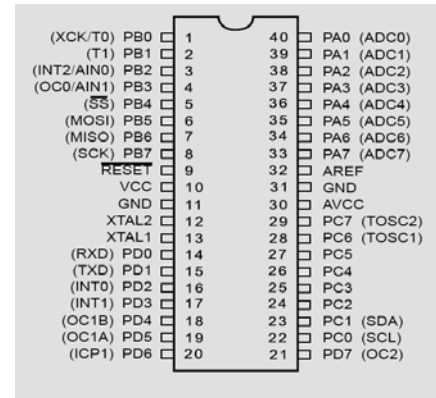 (XCK/T0) PB0 1 40 PA0 (ADC0)
(T1) PB1 2 39 PA1 (ADC1)
(INT2/AIN0) PB2 3 38 PA2 (ADC2)
(OC0/AIN1) PB3 4 37 PA3 (ADC3)
(SS) PB4 5 36 PA4 (ADC4)
(MOSI) PB5 6 35 PA5 (ADC5)
(MISO) PB6 7 34 PA6 (ADC6)
(SCK) PB7 8 33 PA7 (ADC7)
RESET 9 32 AREF
VCC 10 31 GND
GND 11 30 AVCC
XTAL2 12 29 PC7 (TOSC2)
XTAL1 13 28 PC6 (TOSC1)
(RXD) PD0 14 27 PC5
(TXD) PD1 15 26 PC4
(INT0) PD2 16 25 PC3
(INT1) PD3 17 24 PC2
(OC1B) PD4 18 23 PC1 (SDA)
(OC1A) PD5 19 22 PC0 (SCL)
(ICP1) PD6 20 21 PD7 (OC2)